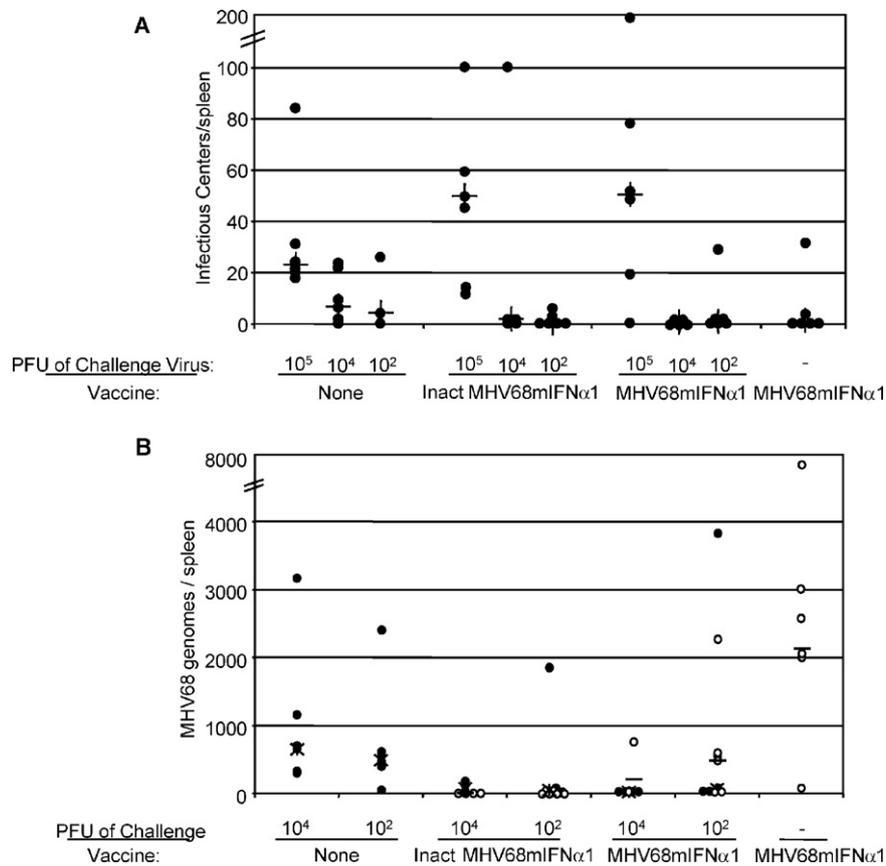 A
Infectious Centers/spleen
200
100
80
60
40
20
0
PFU of Challenge Virus: 10⁵ 10⁴ 10² 10⁵ 10⁴ 10² 10⁵ 10⁴ 10² -
Vaccine: None Inact MHV68mIFNα1 MHV68mIFNα1 MHV68mIFNα1
B
MHV68 genomes / spleen
8000
4000
3000
2000
1000
0
PFU of Challenge 10⁴ 10² 10⁴ 10² 10⁴ 10² -
Vaccine: None Inact MHV68mIFNα1 MHV68mIFNα1 MHV68mIFNα1